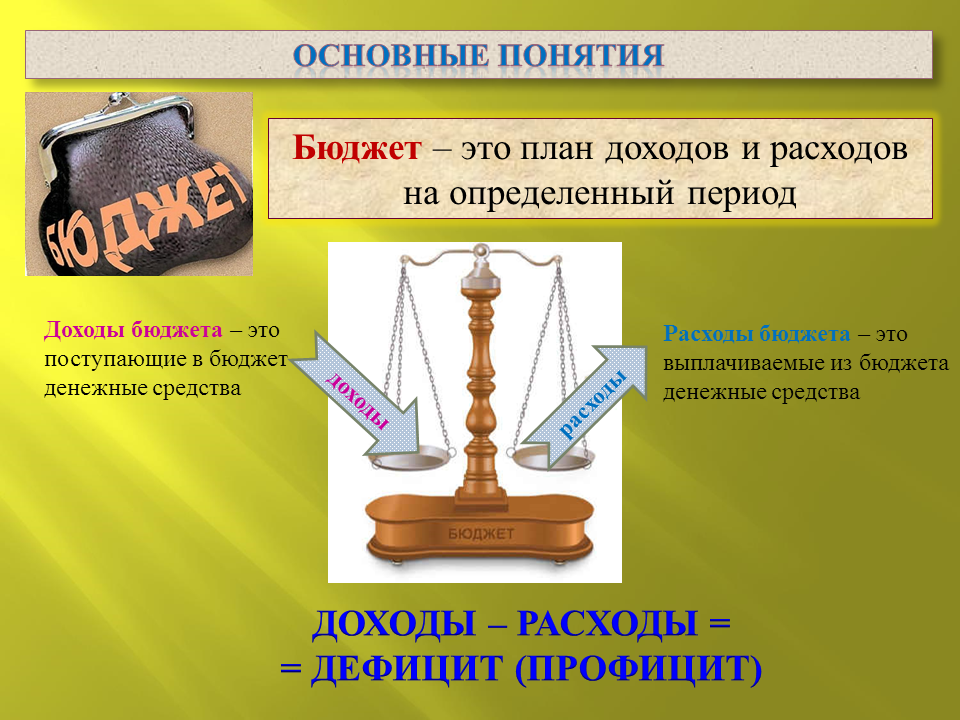 ОСНОВНЫЕ ПОНЯТИЯ
БЮДЖЕТ
Бюджет – это план доходов и расходов
на определенный период
Доходы бюджета – это
поступающие в бюджет
денежные средства
доходы
расходы
Расходы бюджета – это
выплачиваемые из бюджета
денежные средства
БЮДЖЕТ
ДОХОДЫ – РАСХОДЫ =
= ДЕФИЦИТ (ПРОФИЦИТ)